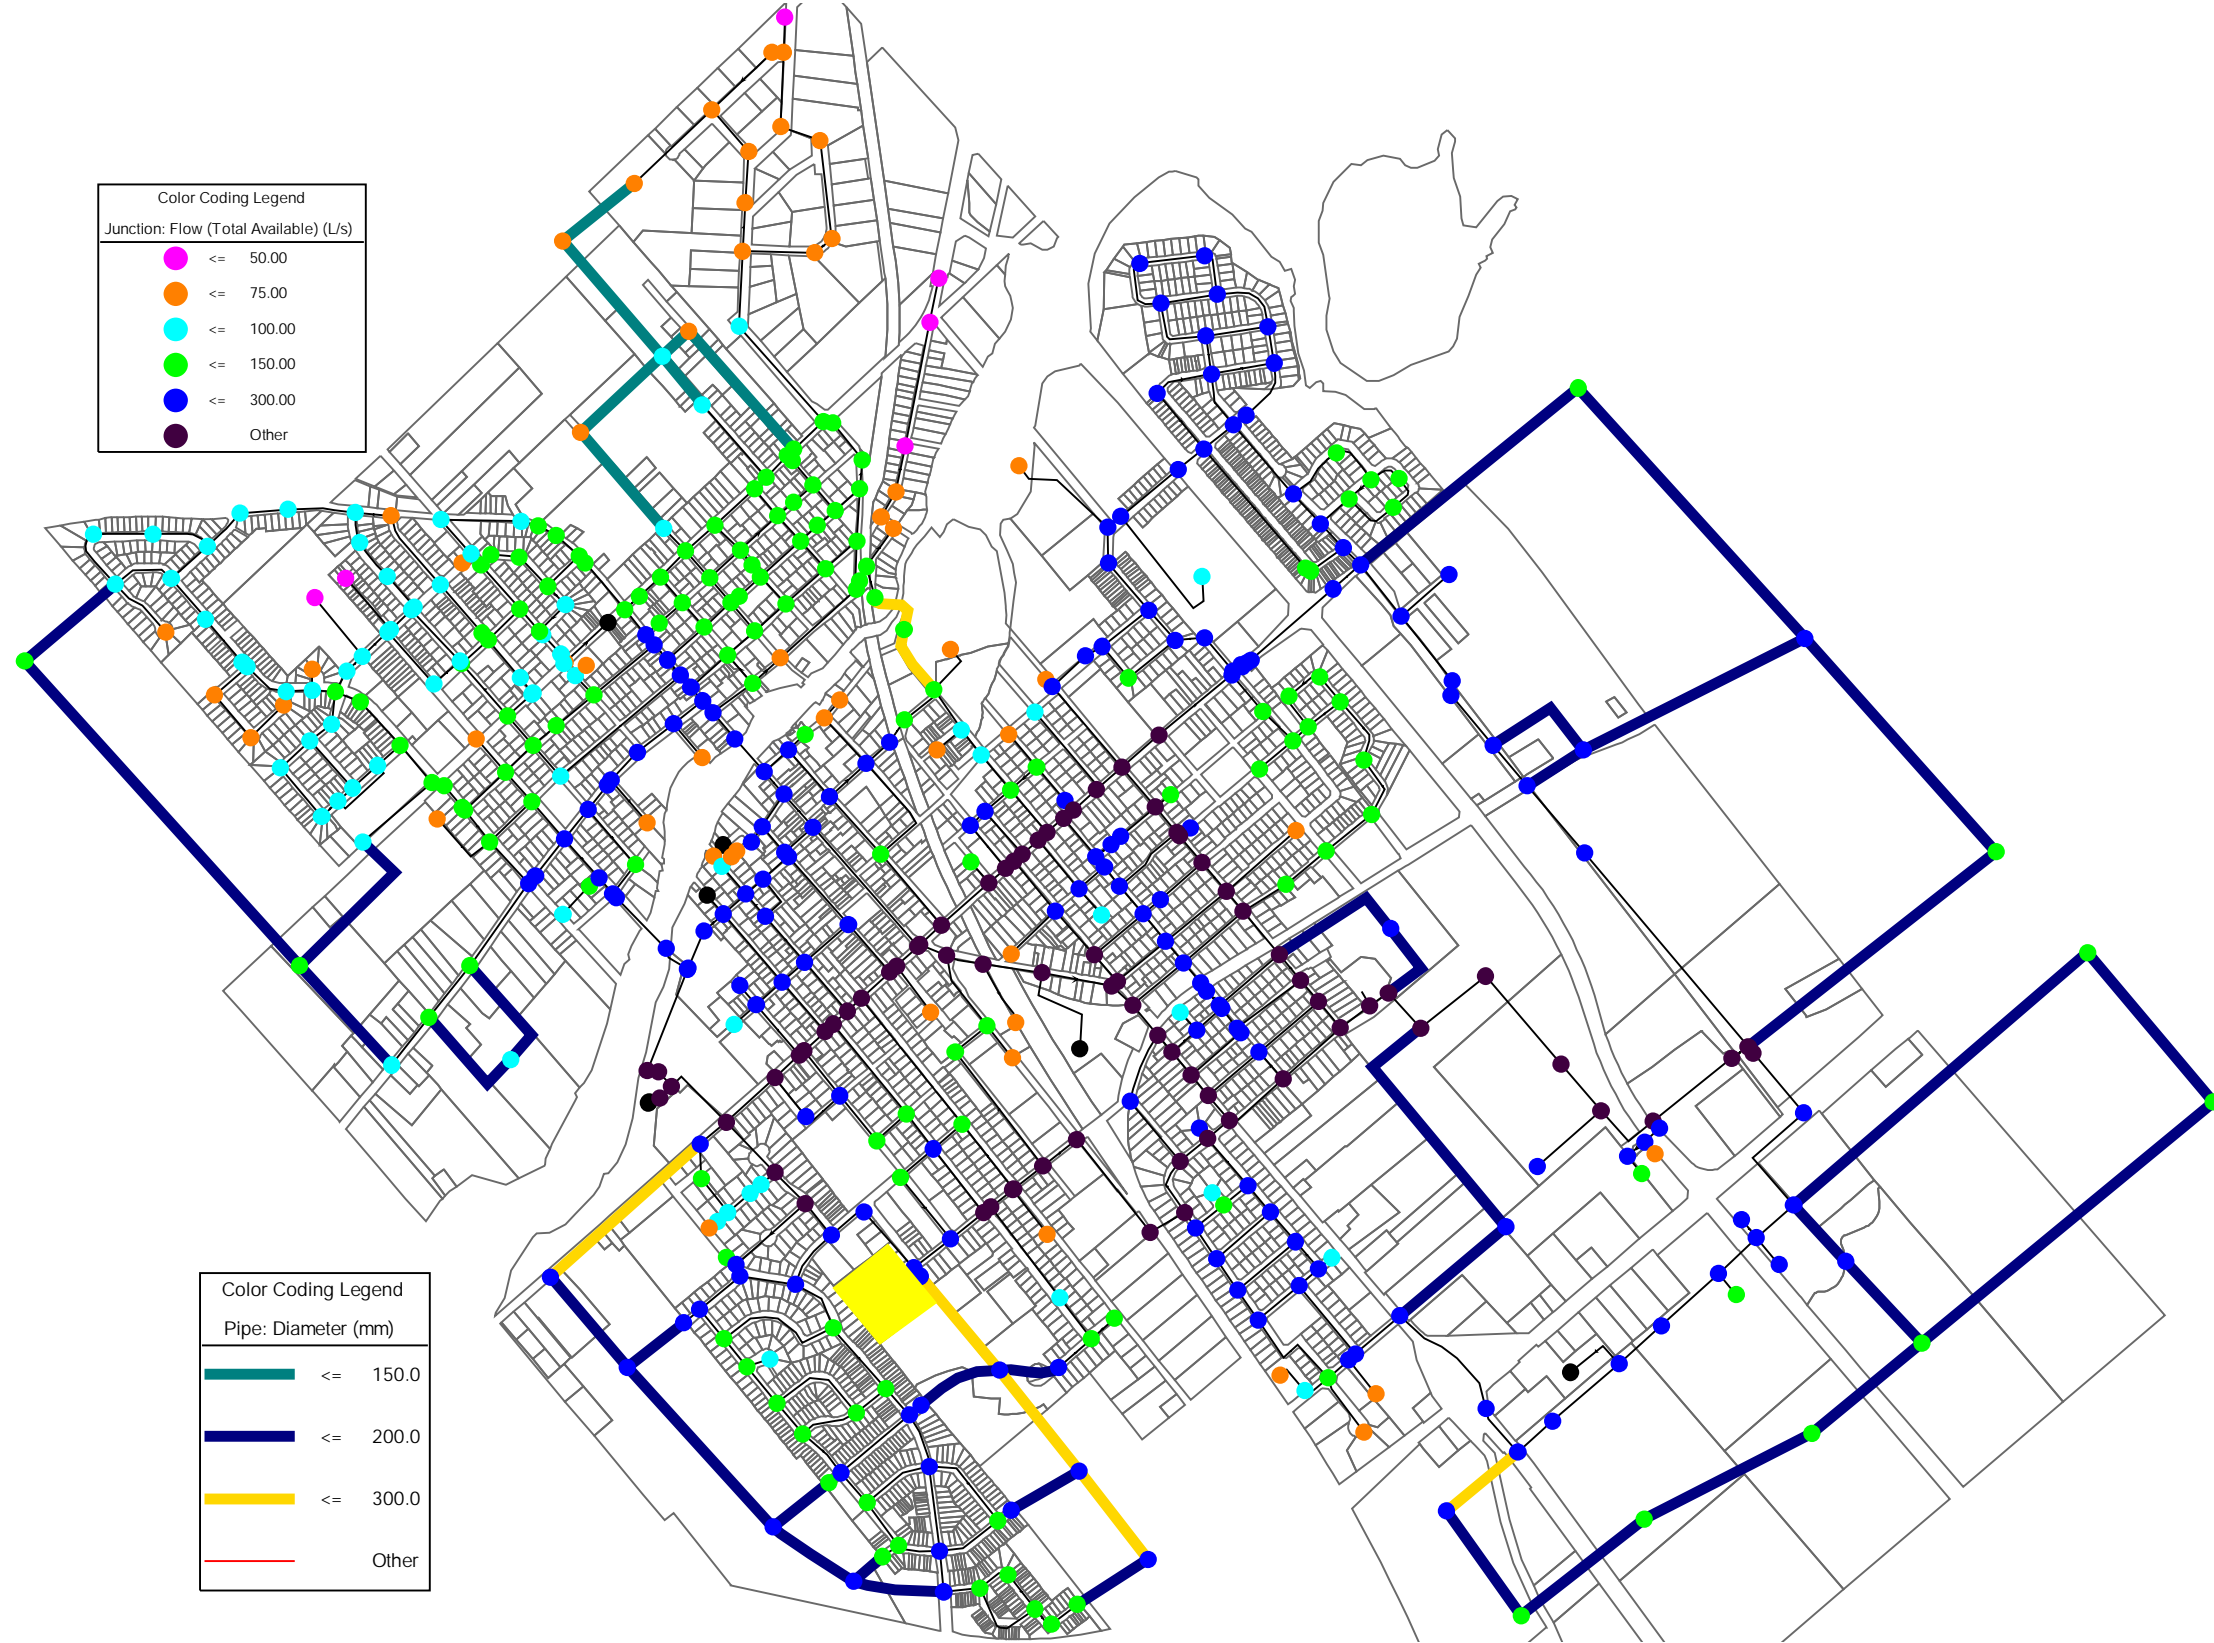 Color Coding Legend
Junction: Flow (Total Available) (L/s)
<= 50.00
<= 75.00
<= 100.00
<= 150.00
<= 300.00
Other
Color Coding Legend
Pipe: Diameter (mm)
<= 150.0
<= 200.0
<= 300.0
Other